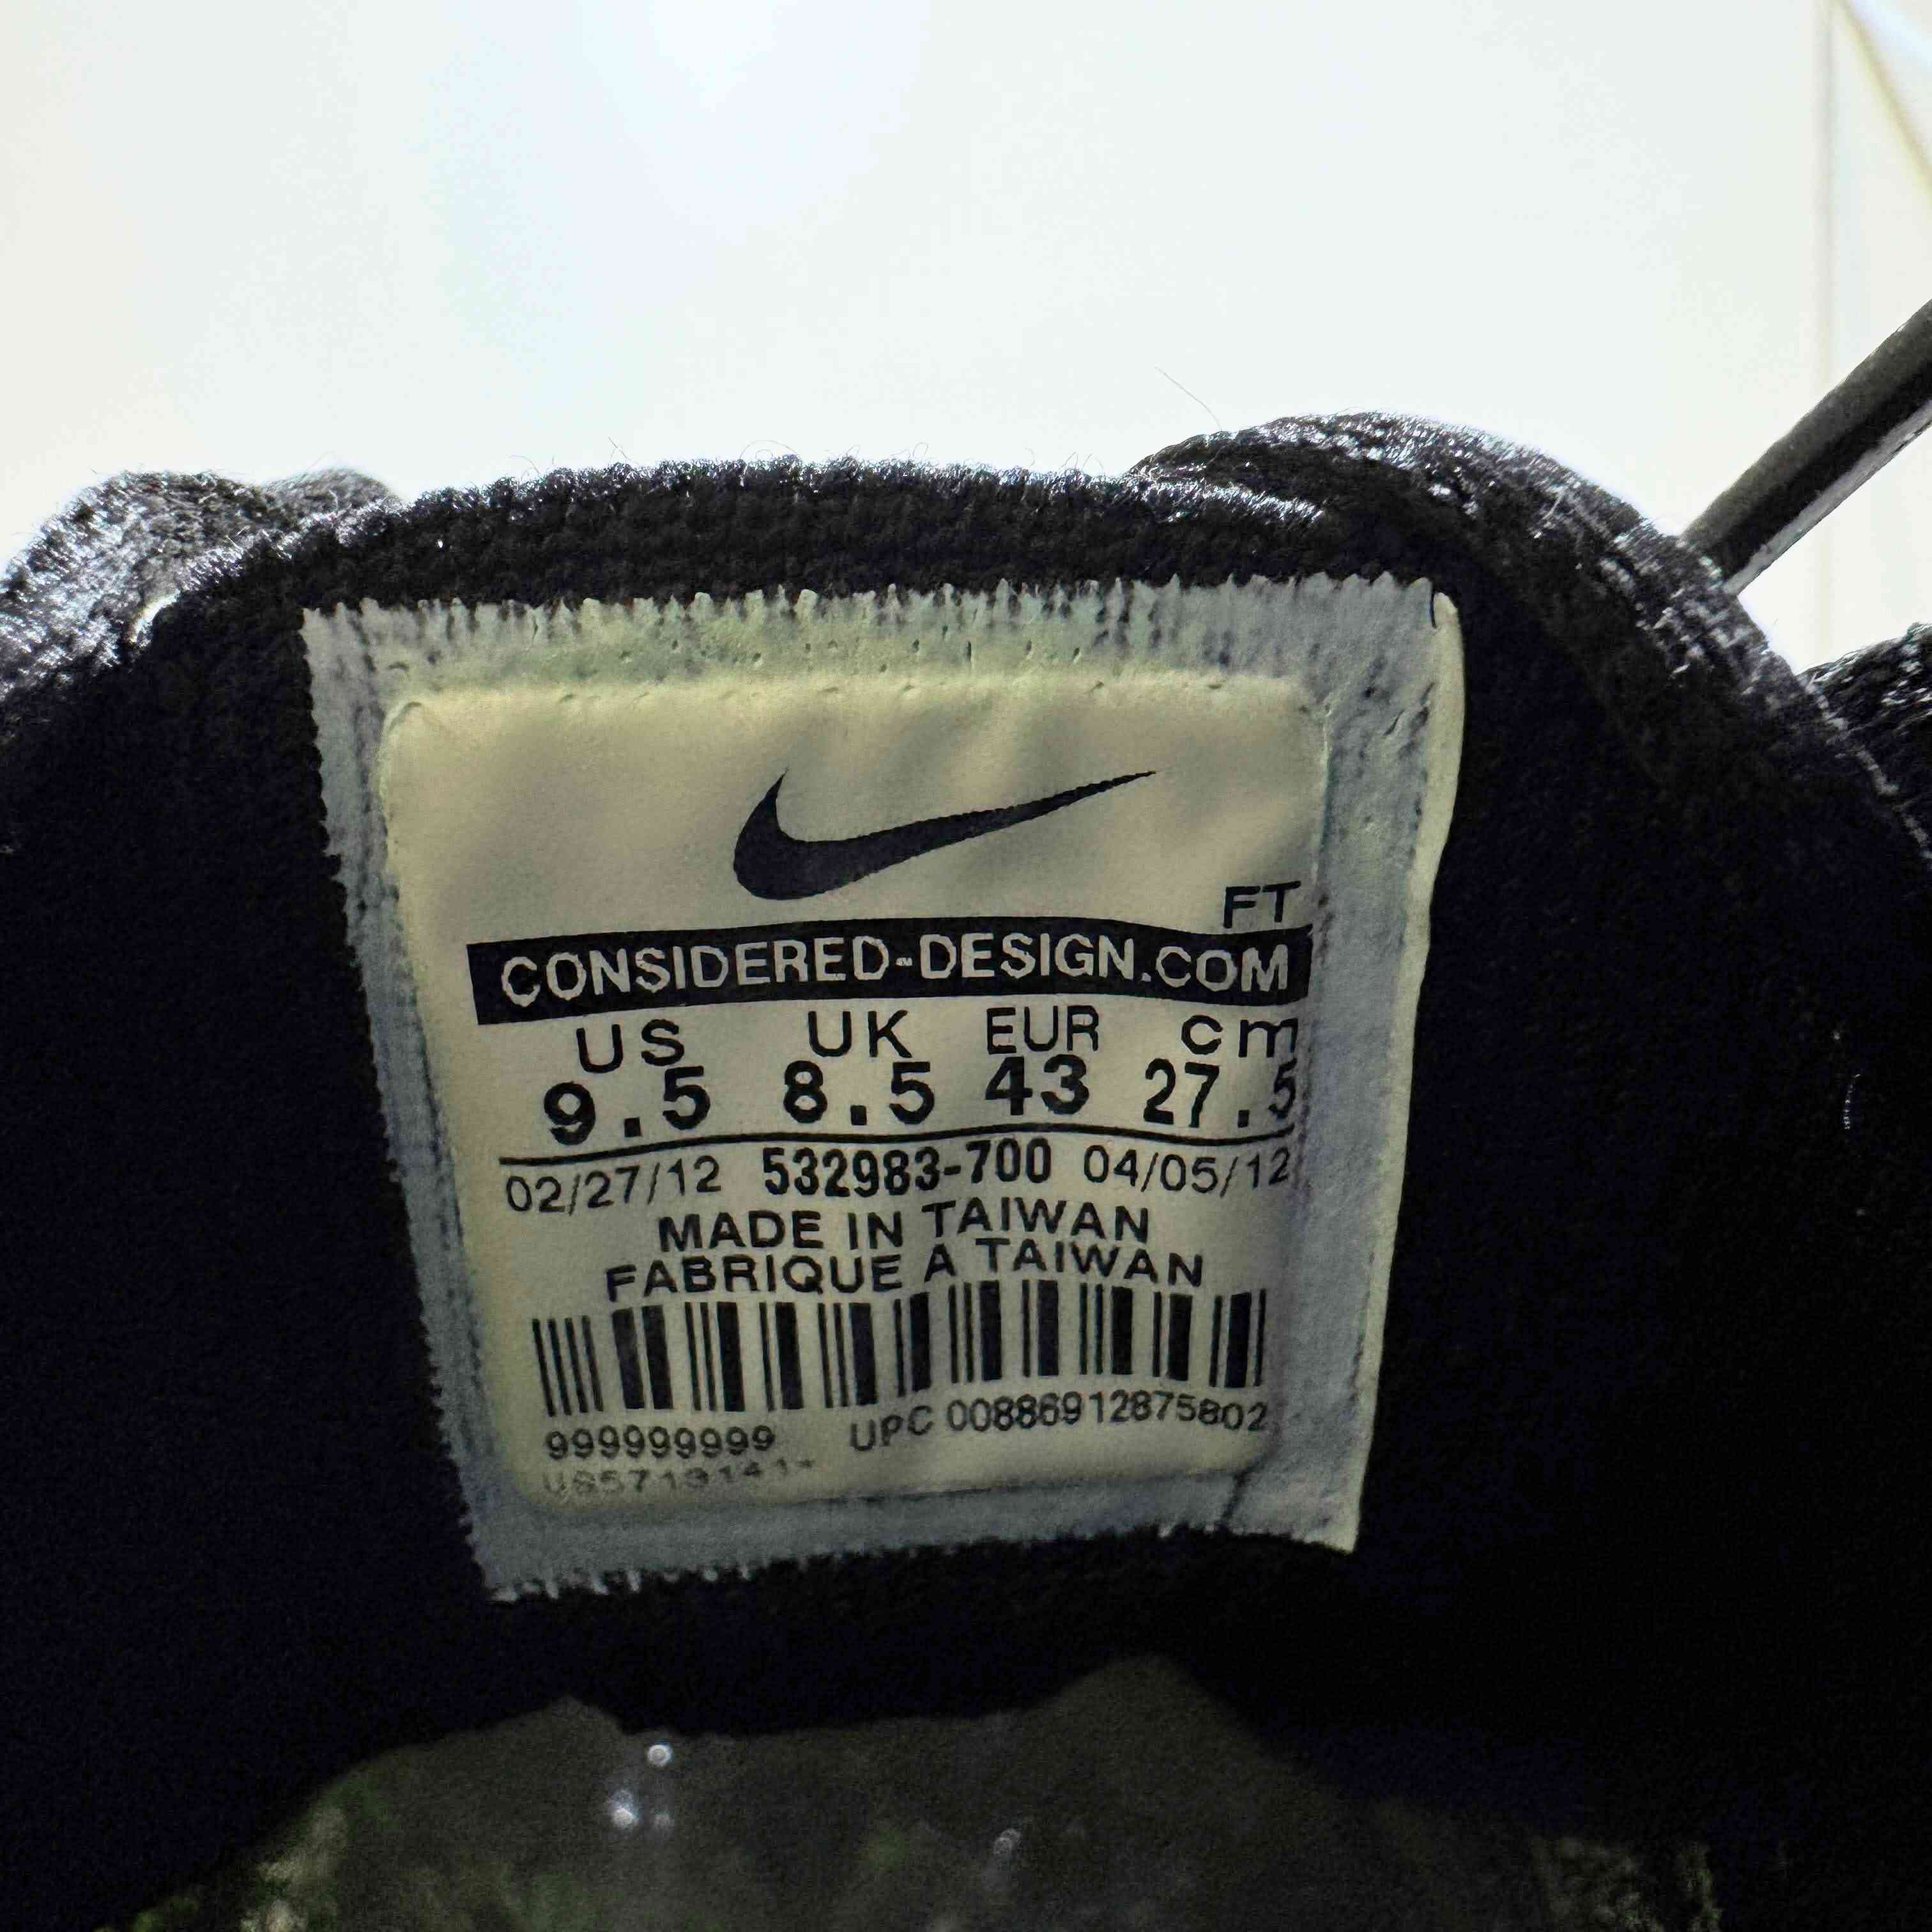 FT
CONSIDERED-DESIGN.COM
US UK EUR cm
9.5 8.5 43 27.5
02/27/12 532983-700 04/05/12
MADE IN TAIWAN
FABRIQUE A TAIWAN
999999999 UPC 00886912875802